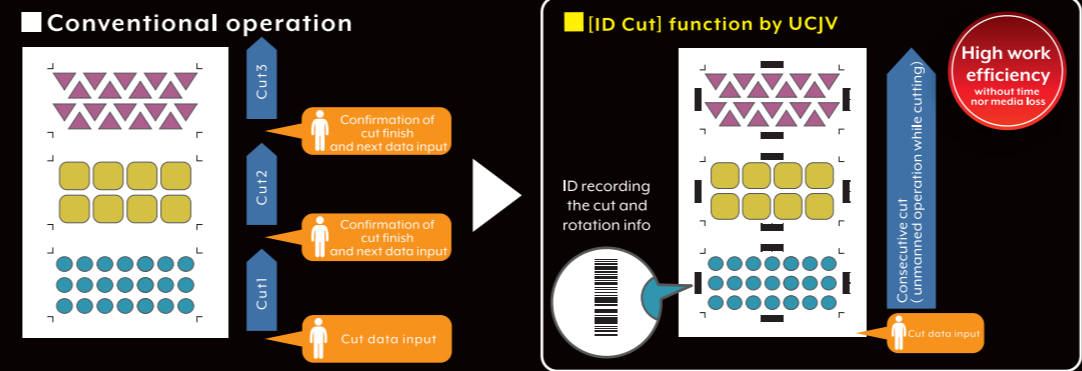 Conventional operation
Cut3
Confirmation of
cut finish
and next data input
Cut2
Confirmation of
cut finish
and next data input
Cut1
Cut data input
[ID Cut] function by UCJV
High work
efficiency
without time
nor media loss
ID recording
the cut and
rotation info
Consecutive cut
( unmanned operation while cutting)
Cut data input